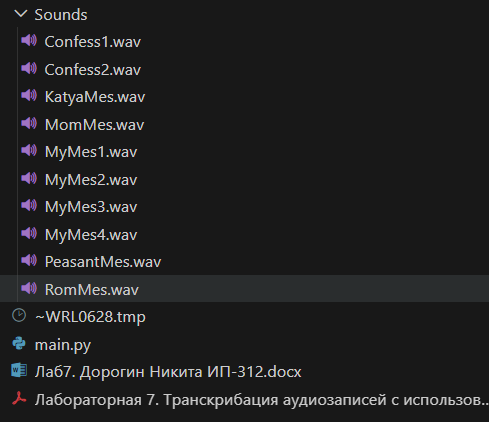 Sounds
Confess1.wav
Confess2.wav
KatyaMes.wav
MomMes.wav
MyMes1.wav
MyMes2.wav
MyMes3.wav
MyMes4.wav
PeasantMes.wav
RomMes.wav
~WRL0628.tmp
main.py
Лаб7. Дорогин Никита ИП-312.docx
Лабораторная 7. Транскрибация аудиозаписей с использов...